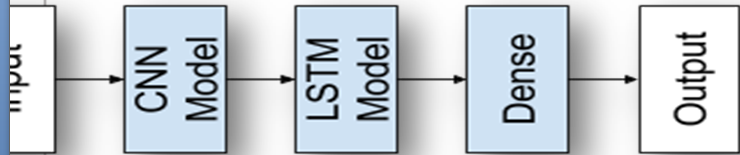 Input
CNN
Model
LSTM
Model
Dense
Output